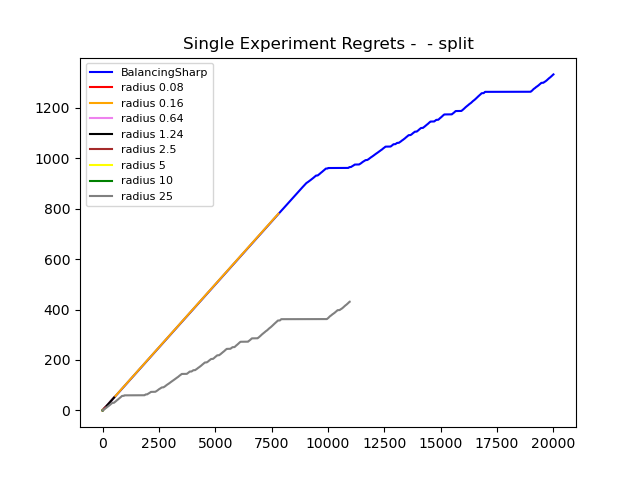 Single Experiment Regrets -  - split
BalancingSharp
radius 0.08
radius 0.16
radius 0.64
radius 1.24
radius 2.5
radius 5
radius 10
radius 25
1200
1000
800
600
400
200
0
0 2500 5000 7500 10000 12500 15000 17500 20000